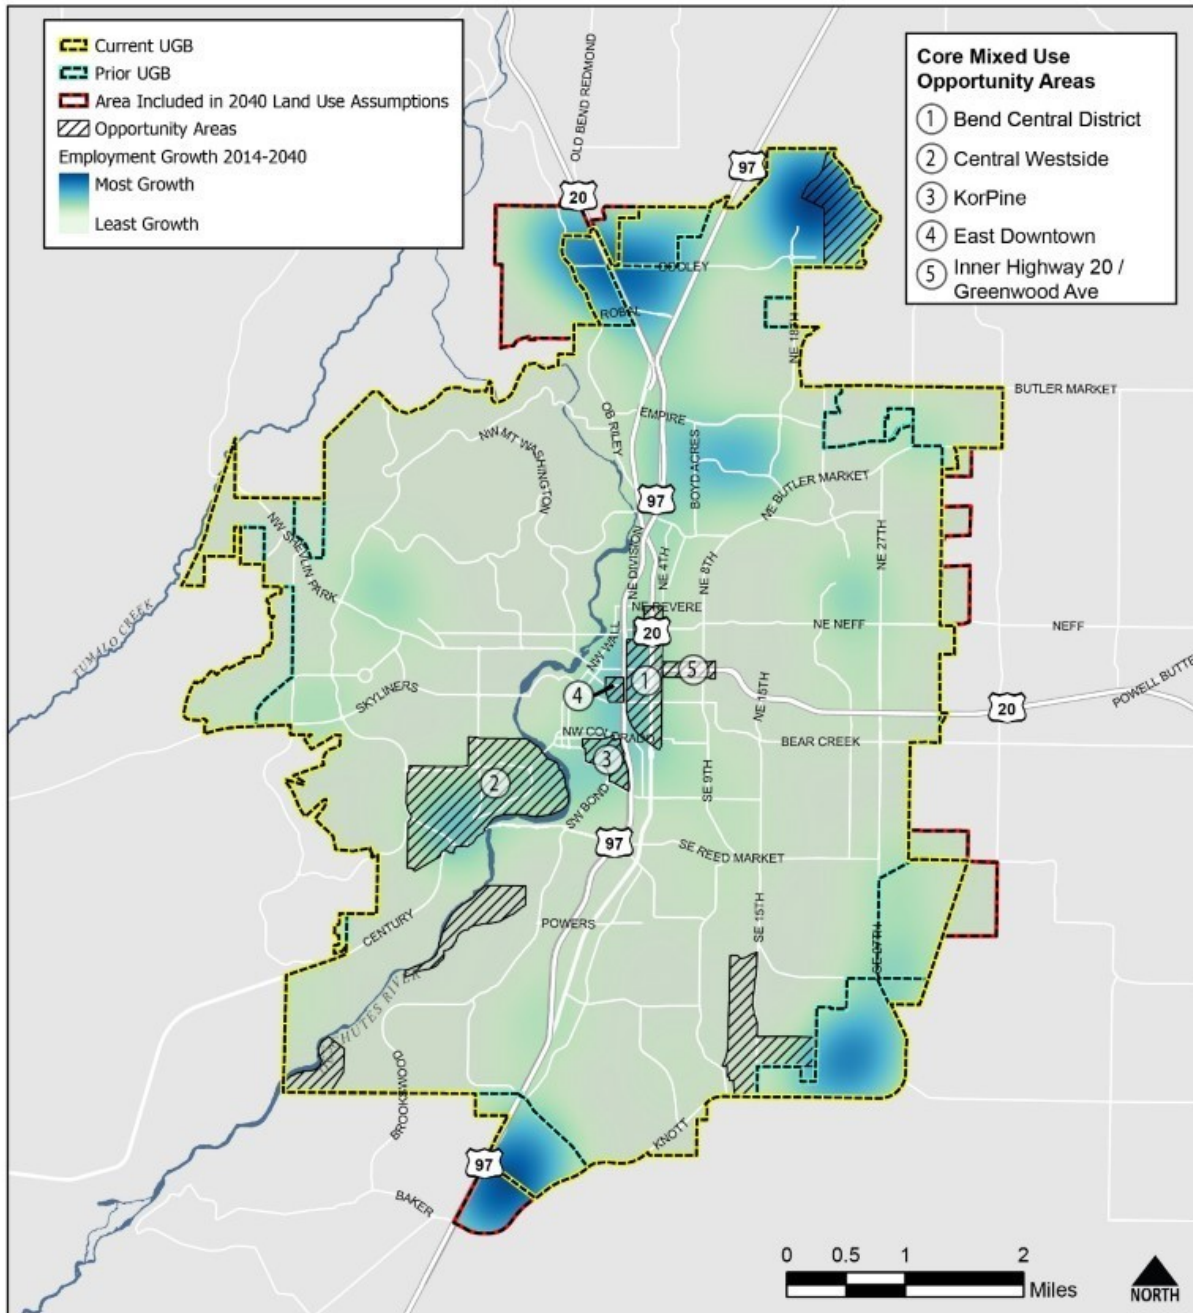 Current UGB
Prior UGB
Area Included in 2040 Land Use Assumptions
Opportunity Areas
Employment Growth 2014-2040
Most Growth
Least Growth
Core Mixed Use
Opportunity Areas
1 Bend Central District
2 Central Westside
3 KorPine
4 East Downtown
5 Inner Highway 20 /
Greenwood Ave
OLD BEND REDMOND
97
20
COOLEY
ROBAL
NE 18TH
BUTLER MARKET
OB RILEY
EMPIRE
NW MT WASHINGTON
BOYD ACRES
NE BUTLER MARKET
97
NW SHEVLIN PARK
NE DIVISION
NE 4TH
NE 8TH
NE 27TH
TUMALO CREEK
NE REVERE
NE NEFF
NEFF
20
NW WALL
1
5
4
SKYLINERS
NE 15TH
20
POWELL BUTTE
NW COLORADO
BEAR CREEK
3
2
SE 9TH
SW BOND
97
SE REED MARKET
CENTURY
POWERS
SE 15TH
SE 27TH
DESCHUTES RIVER
BROOKSWOOD
KNOTT
97
BAKER
0 0.5 1 2
Miles
NORTH